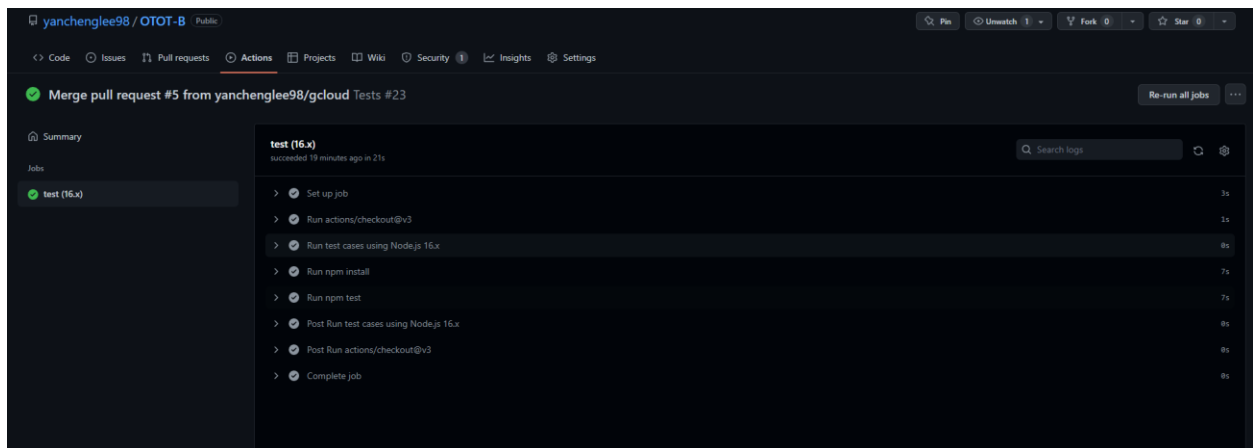 yanchenglee98 / OTOT-B Public
Pin Unwatch 1 Fork 0 Star 0
<> Code Issues Pull requests Actions Projects Wiki Security 1 Insights Settings
Merge pull request #5 from yanchenglee98/gcloud Tests #23
Re-run all jobs ...
Summary
Jobs
test (16.x)
test (16.x)
succeeded 19 minutes ago in 21s
Search logs
Set up job 3s
Run actions/checkout@v3 1s
Run test cases using Node.js 16.x 0s
Run npm install 7s
Run npm test 7s
Post Run test cases using Node.js 16.x 0s
Post Run actions/checkout@v3 0s
Complete job 0s